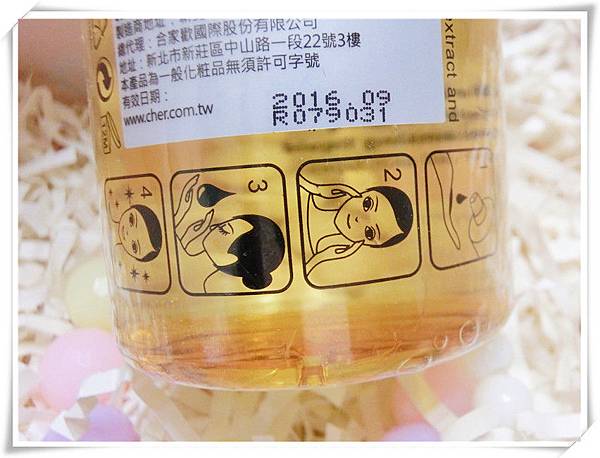 製造商地址：新
總代理：合家歡國際股份有限公司
地址：新北市新莊區中山路一段22號3樓
本產品為一般化粧品無須許可字號
有效日期：
www.cher.com.tw
2016.09
R079031
extract and
12M
4
3
2
1